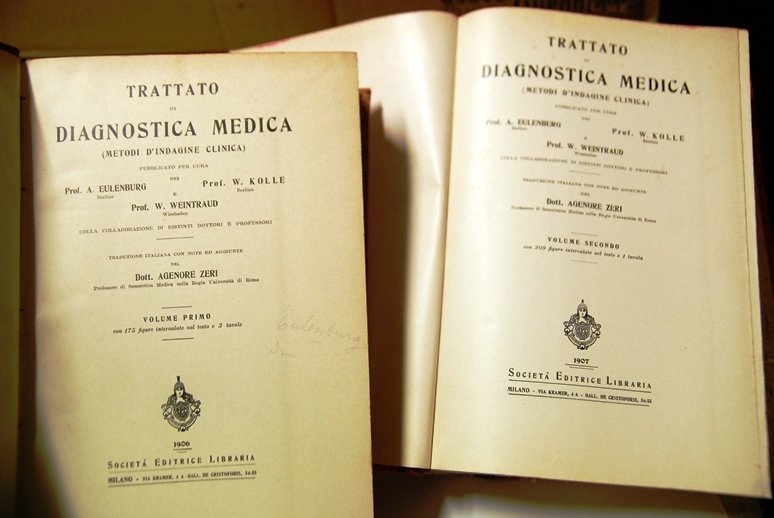 TRATTATO
DI
DIAGNOSTICA MEDICA
(METODI D'INDAGINE CLINICA)
PUBBLICATO PER CURA
DEI
Prof. A. EULENBURG Prof. W. KOLLE
Berlino Berlino
E
Prof. W. WEINTRAUD
Wiesbaden
COLLA COLLABORAZIONE DI DISTINTI DOTTORI E PROFESSORI
TRADUZIONE ITALIANA CON NOTE ED AGGIUNTE
DEL
Dott. AGENORE ZERI
Professore di Semeiotica Medica nella Regia Università di Roma
VOLUME PRIMO
con 175 figure intercalate nel testo e 3 tavole
Eulenburg
1906
SOCIETÁ EDITRICE LIBRARIA
MILANO - VIA KRAMER, 4 A - GALL. DE CRISTOFORIS, 54-55
TRATTATO
DI
DIAGNOSTICA MEDICA
(METODI D'INDAGINE CLINICA)
PUBBLICATO PER CURA
DEI
Prof. A. EULENBURG Prof. W. KOLLE
Berlino Berlino
E
Prof. W. WEINTRAUD
Wiesbaden
COLLA COLLABORAZIONE DI DISTINTI DOTTORI E PROFESSORI
TRADUZIONE ITALIANA CON NOTE ED AGGIUNTE
DEL
Dott. AGENORE ZERI
Professore di Semeiotica Medica nella Regia Università di Roma
VOLUME SECONDO
con 309 figure intercalate nel testo e 1 tavola
1907
SOCIETÁ EDITRICE LIBRARIA
MILANO - VIA KRAMER, 4 A - GALL. DE CRISTOFORIS, 54-55